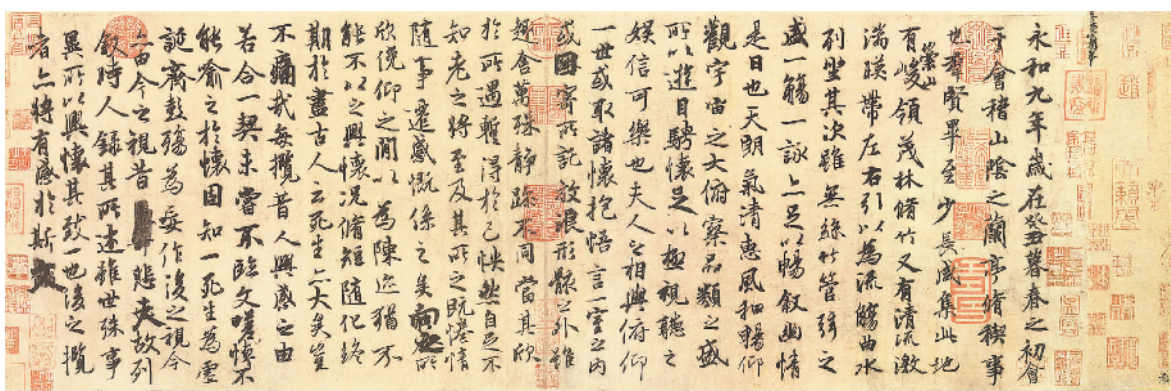 永和九年歲在癸丑暮春之初會
于會稽山陰之蘭亭脩稧事
也羣賢畢至少長咸集此地
有崇山峻領茂林脩竹又有清流激
湍暎帶左右引以為流觴曲水
列坐其次雖無絲竹管弦之
盛一觴一詠亦足以暢敘幽情
是日也天朗氣清惠風和暢仰
觀宇宙之大俯察品類之盛
所以遊目騁懷足以極視聽之
娛信可樂也夫人之相與俯仰
一世或取諸懷抱悟言一室之內
或因寄所託放浪形骸之外雖
趣舍萬殊靜躁不同當其欣
於所遇暫得於己怏然自足不
知老之將至及其所之既惓情
隨事遷感慨係之矣向之所
欣俛仰之間以為陳迹猶不
能不以之興懷況脩短隨化終
期於盡古人云死生亦大矣豈
不痛哉每攬昔人興感之由
若合一契未嘗不臨文嗟悼不
能喻之於懷固知一死生為虛
誕齊彭殤為妄作後之視今
亦由今之視昔悲夫故列
敘時人錄其所述雖世殊事
異所以興懷其致一也後之攬
者亦將有感於斯文